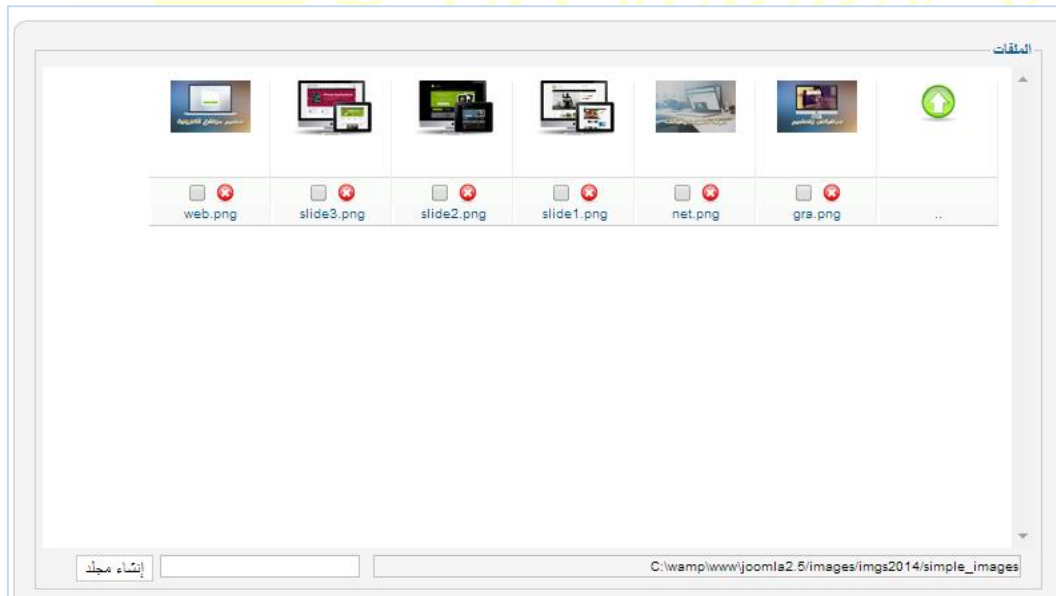 الملفات
gra.png
net.png
slide1.png
slide2.png
slide3.png
web.png
..
C:\wamp\www\joomla2.5/images/imgs2014/simple_images
إنشاء مجلد